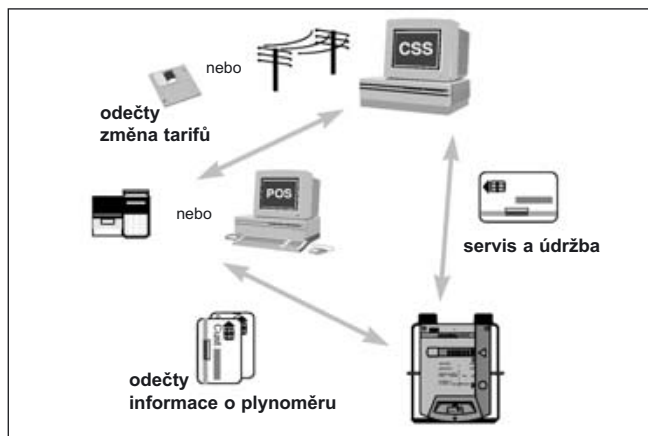 CSS
nebo
odečty
změna tarifů
POS
nebo
servis a údržba
odečty
informace o plynoměru